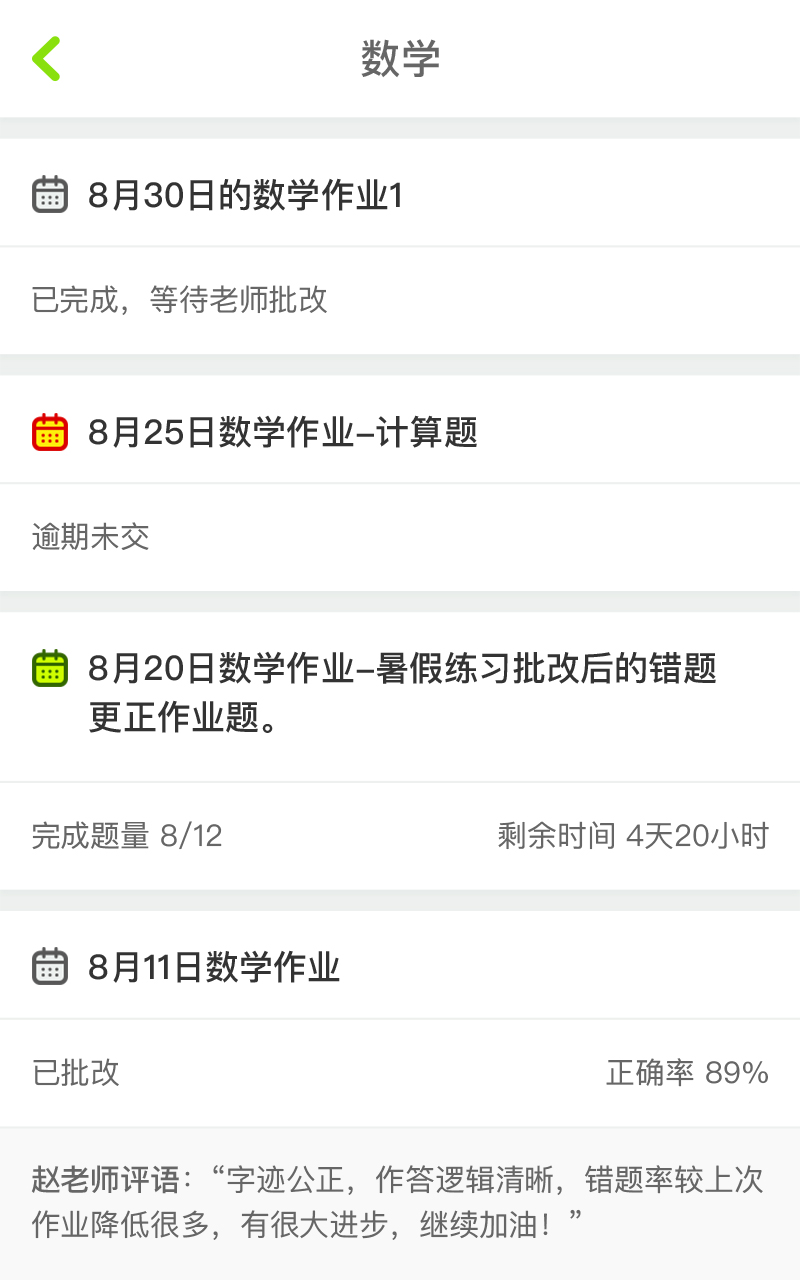 数学
8月30日的数学作业1
已完成，等待老师批改
8月25日数学作业–计算题
逾期未交
8月20日数学作业–暑假练习批改后的错题
更正作业题。
完成题量 8/12
剩余时间 4天20小时
8月11日数学作业
已批改
正确率 89%
赵老师评语：“字迹公正，作答逻辑清晰，错题率较上次
作业降低很多，有很大进步，继续加油！”